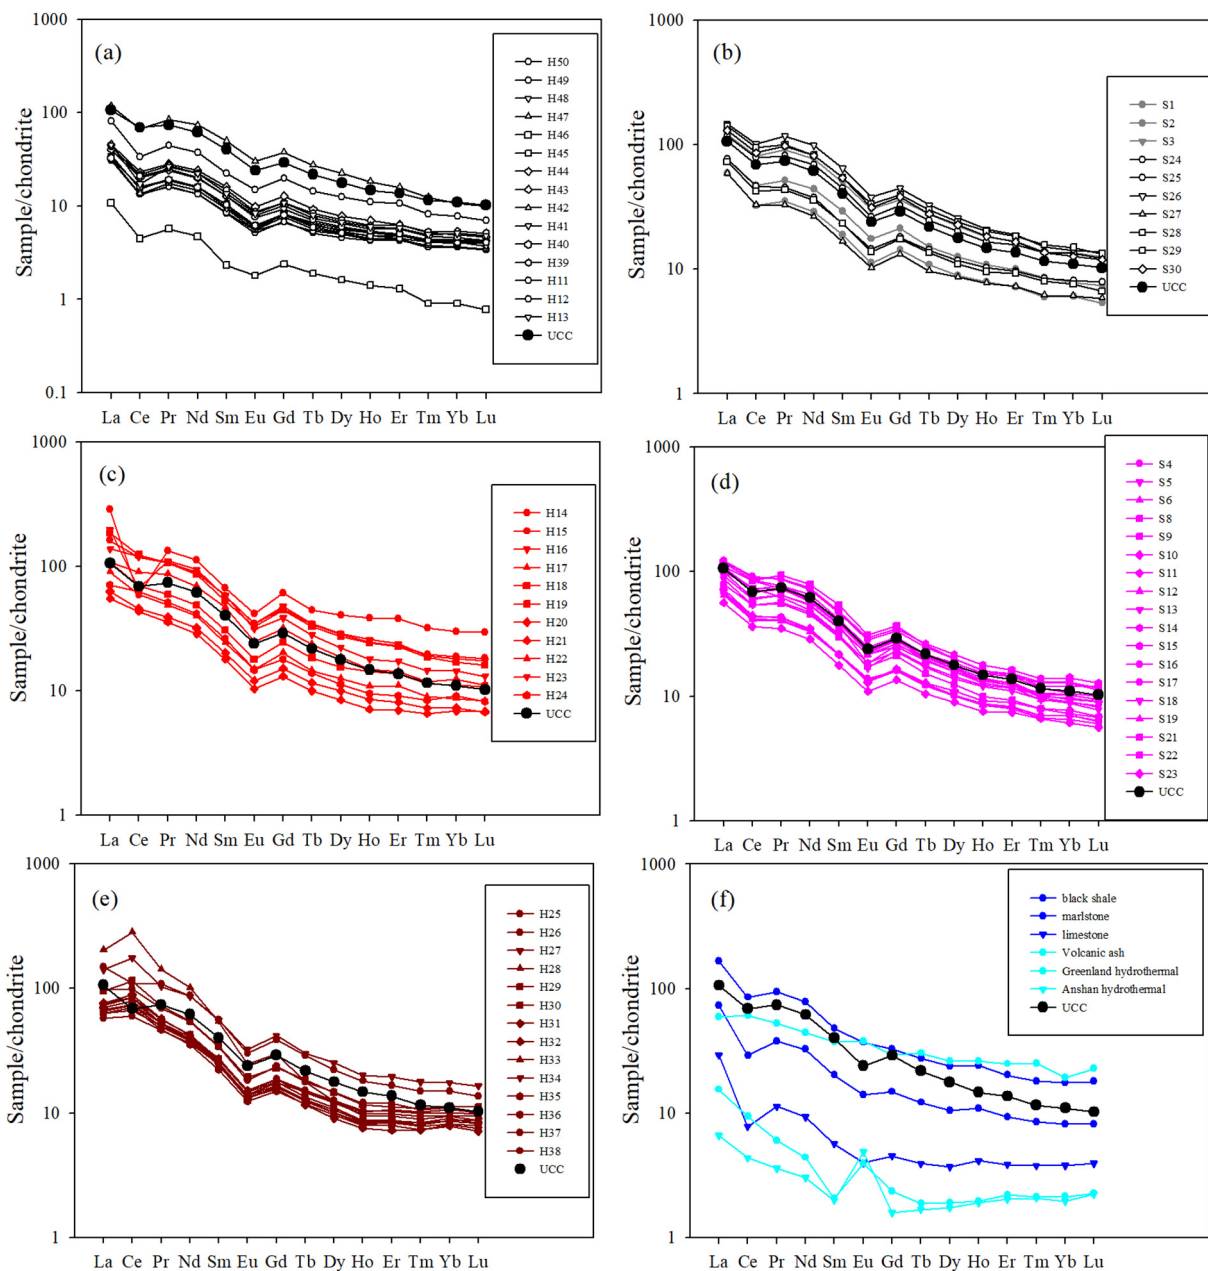 (a)
Sample/chondrite
1000
100
10
1
0.1
La Ce Pr Nd Sm Eu Gd Tb Dy Ho Er Tm Yb Lu
H50
H49
H48
H47
H46
H45
H44
H43
H42
H41
H40
H39
H11
H12
H13
UCC
(b)
Sample/chondrite
1000
100
10
1
La Ce Pr Nd Sm Eu Gd Tb Dy Ho Er Tm Yb Lu
S1
S2
S3
S24
S25
S26
S27
S28
S29
S30
UCC
(c)
Sample/chondrite
1000
100
10
1
La Ce Pr Nd Sm Eu Gd Tb Dy Ho Er Tm Yb Lu
H14
H15
H16
H17
H18
H19
H20
H21
H22
H23
H24
UCC
(d)
Sample/chondrite
1000
100
10
1
La Ce Pr Nd Sm Eu Gd Tb Dy Ho Er Tm Yb Lu
S4
S5
S6
S8
S9
S10
S11
S12
S13
S14
S15
S16
S17
S18
S19
S21
S22
S23
UCC
(e)
Sample/chondrite
1000
100
10
1
La Ce Pr Nd Sm Eu Gd Tb Dy Ho Er Tm Yb Lu
H25
H26
H27
H28
H29
H30
H31
H32
H33
H34
H35
H36
H37
H38
UCC
(f)
Sample/chondrite
1000
100
10
1
La Ce Pr Nd Sm Eu Gd Tb Dy Ho Er Tm Yb Lu
black shale
marlstone
limestone
Volcanic ash
Greenland hydrothermal
Anshan hydrothermal
UCC